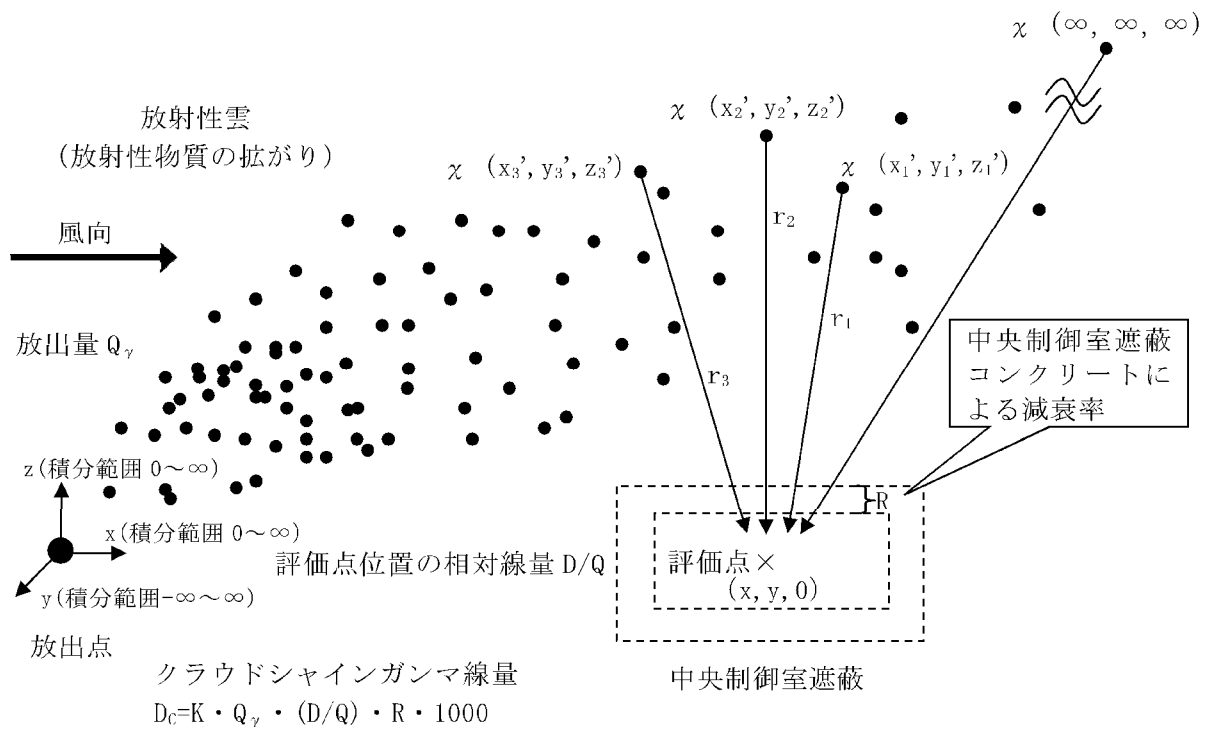 χ (∞, ∞, ∞)
放射性雲
(放射性物質の拡がり)
χ (x₂', y₂', z₂')
χ (x₃', y₃', z₃')
χ (x₁', y₁', z₁')
風向
r₂
r₁
r₃
放出量 Qᵧ
中央制御室遮蔽
コンクリートに
よる減衰率
z(積分範囲 0～∞)
x(積分範囲 0～∞)
y(積分範囲-∞～∞)
放出点
R
評価点位置の相対線量 D/Q
評価点×
(x, y, 0)
中央制御室遮蔽
クラウドシャインガンマ線量
D_C=K・Qᵧ・(D/Q)・R・1000